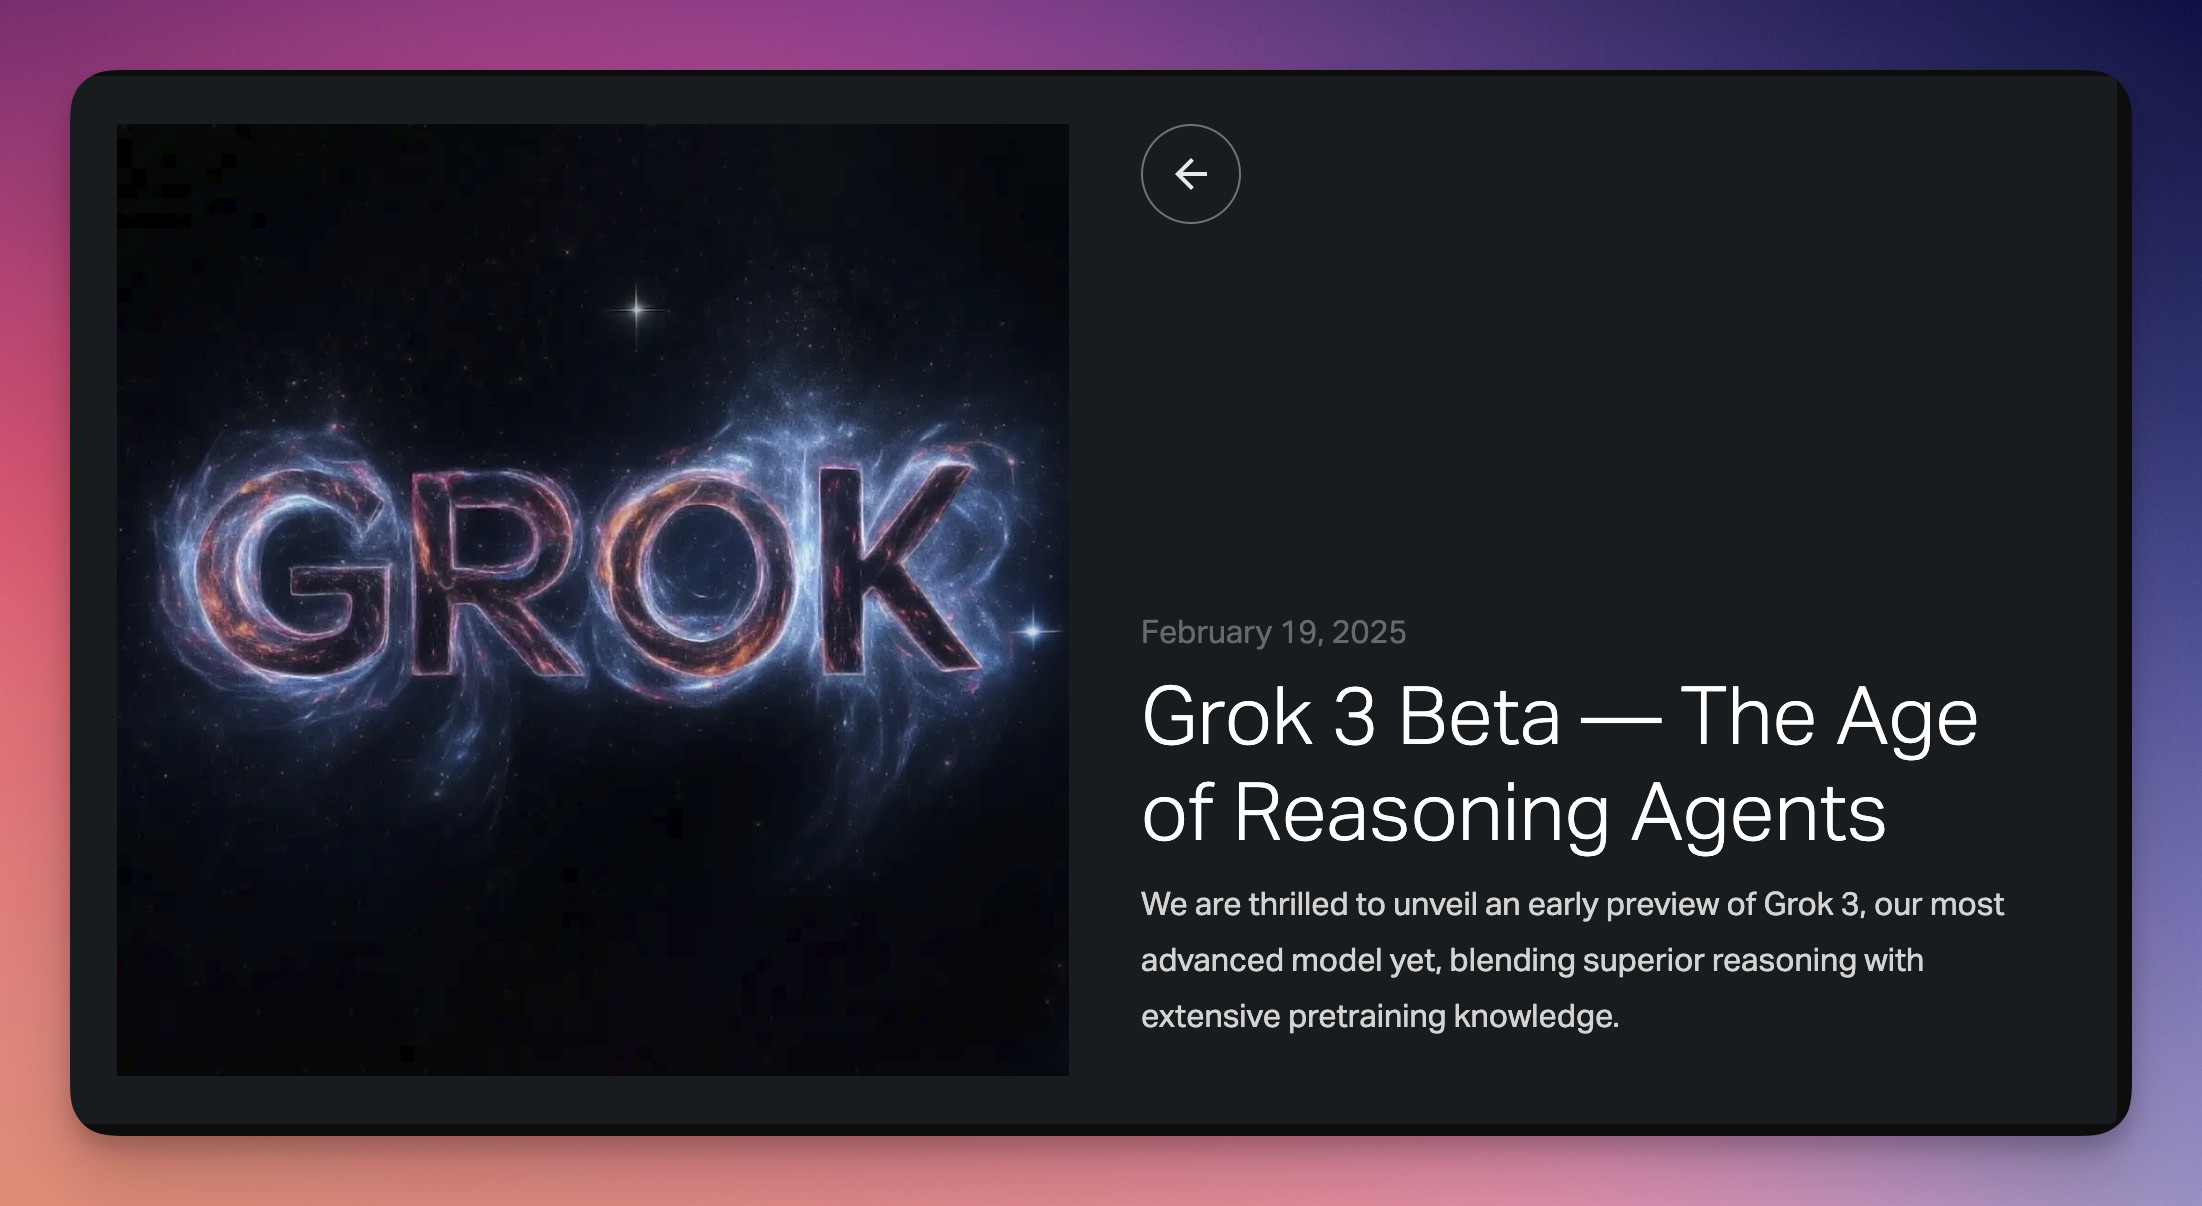 GROK
February 19, 2025
Grok 3 Beta — The Age
of Reasoning Agents
We are thrilled to unveil an early preview of Grok 3, our most
advanced model yet, blending superior reasoning with
extensive pretraining knowledge.